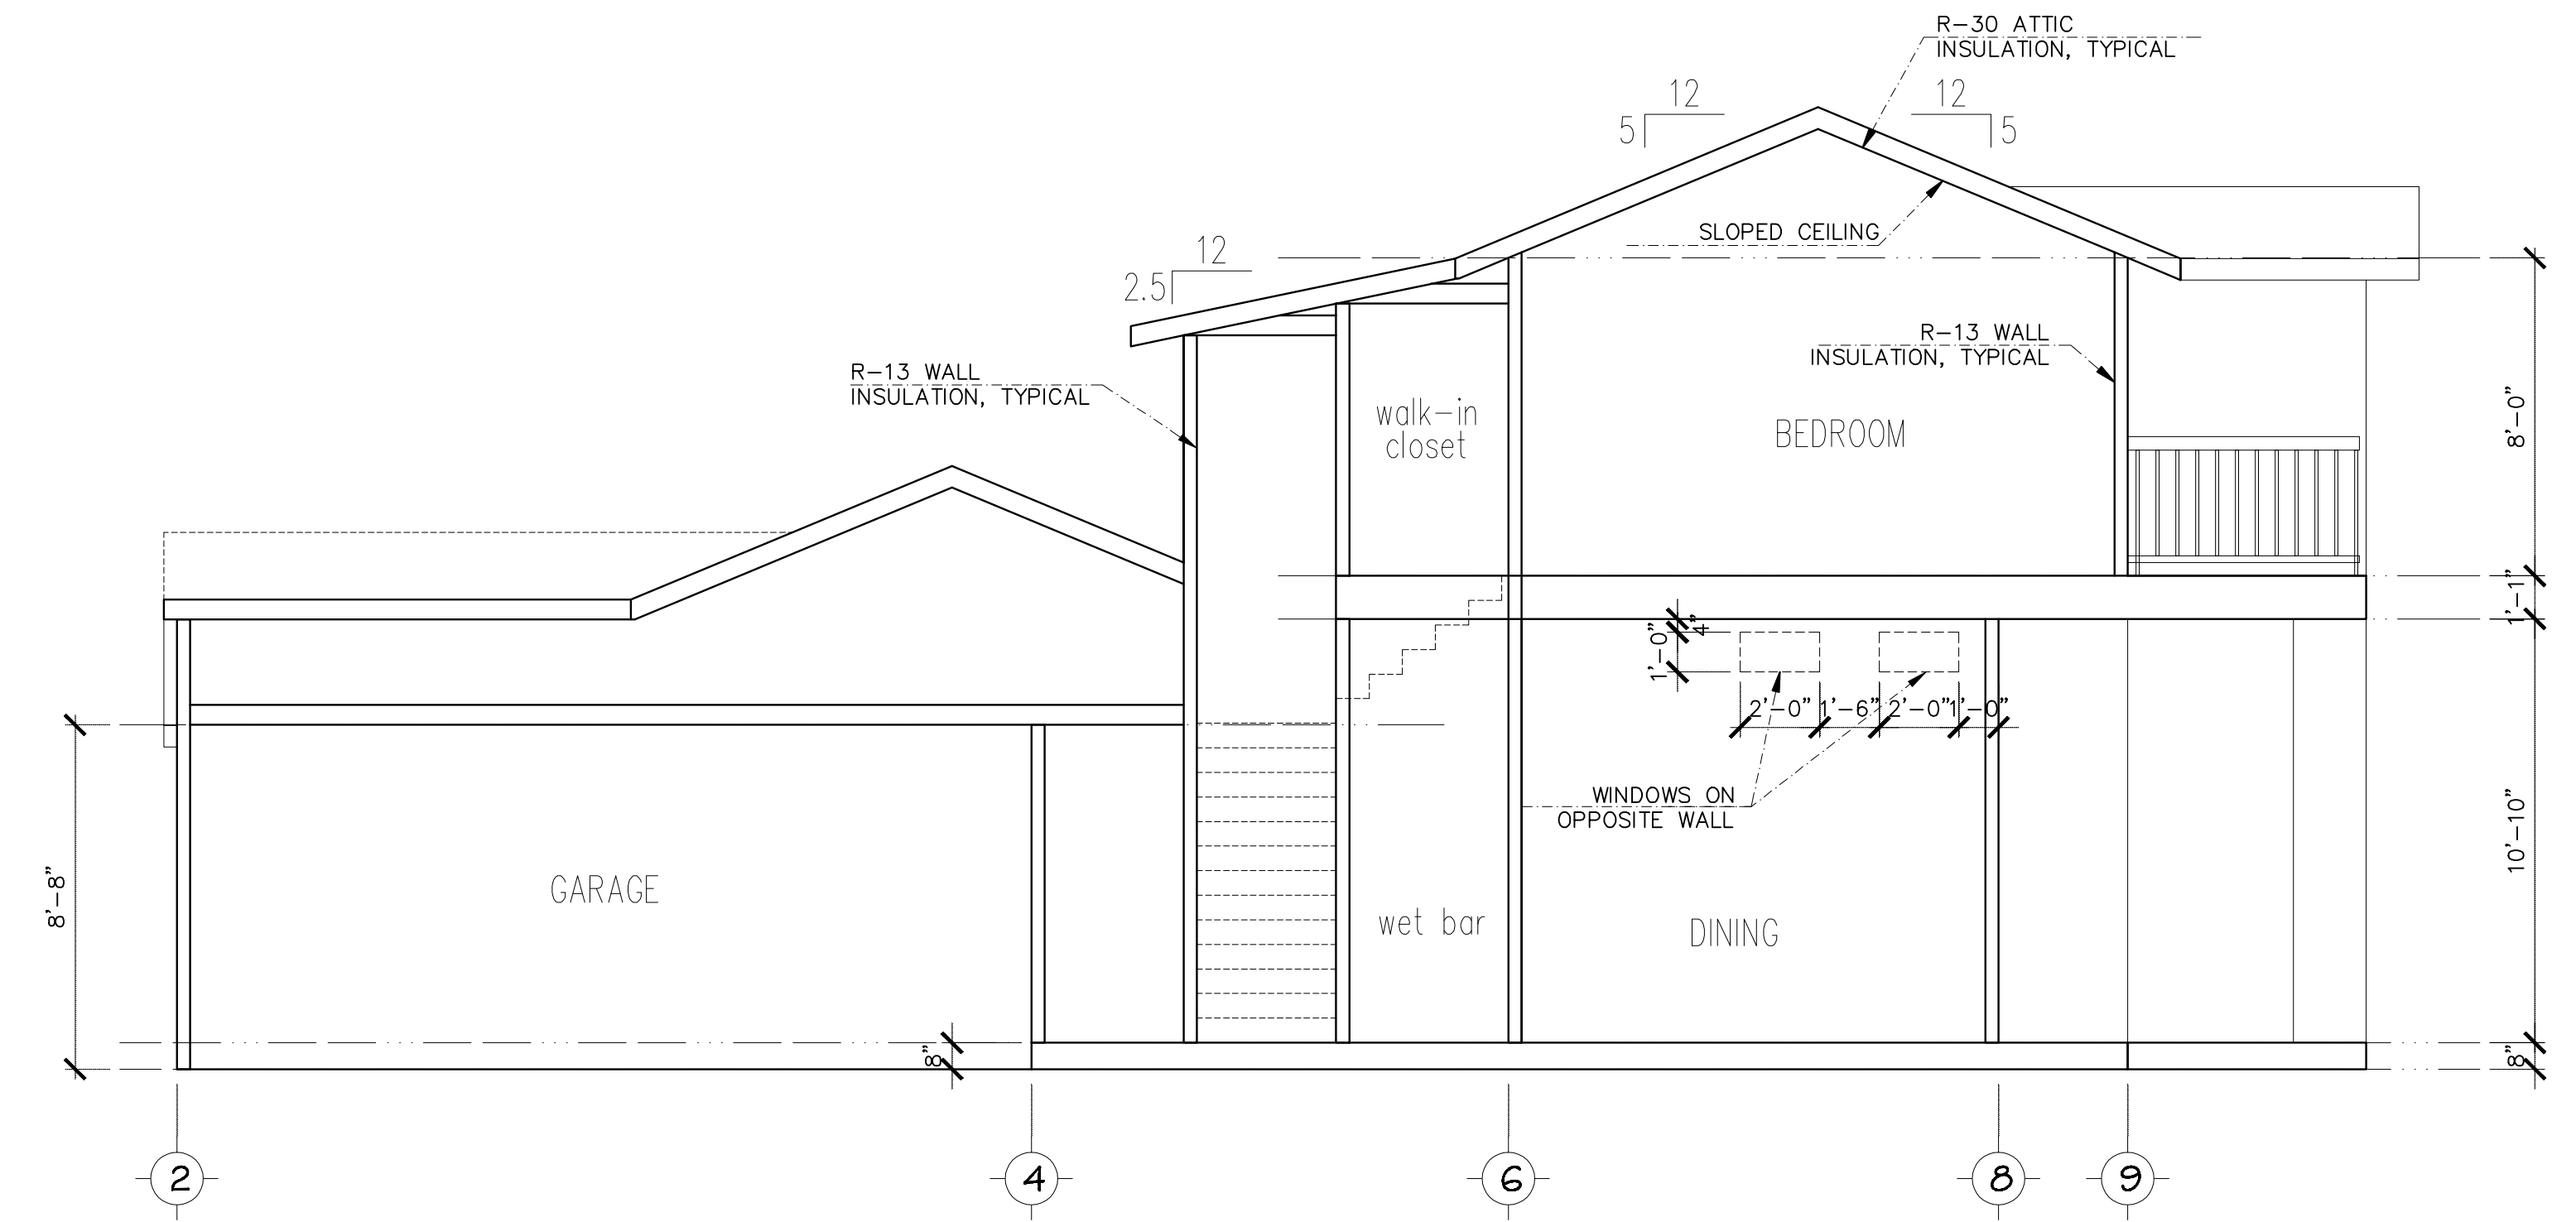 R-30 ATTIC
INSULATION, TYPICAL
12
5
12
5
SLOPED CEILING
12
2.5
R-13 WALL
INSULATION, TYPICAL
R-13 WALL
INSULATION, TYPICAL
walk-in
closet
BEDROOM
8'-0"
1'-1"
4"
1'-0"
2'-0"
1'-6"
2'-0"
1'-0"
WINDOWS ON
OPPOSITE WALL
10'-10"
8'-8"
GARAGE
wet bar
DINING
8"
8"
2
4
6
8
9